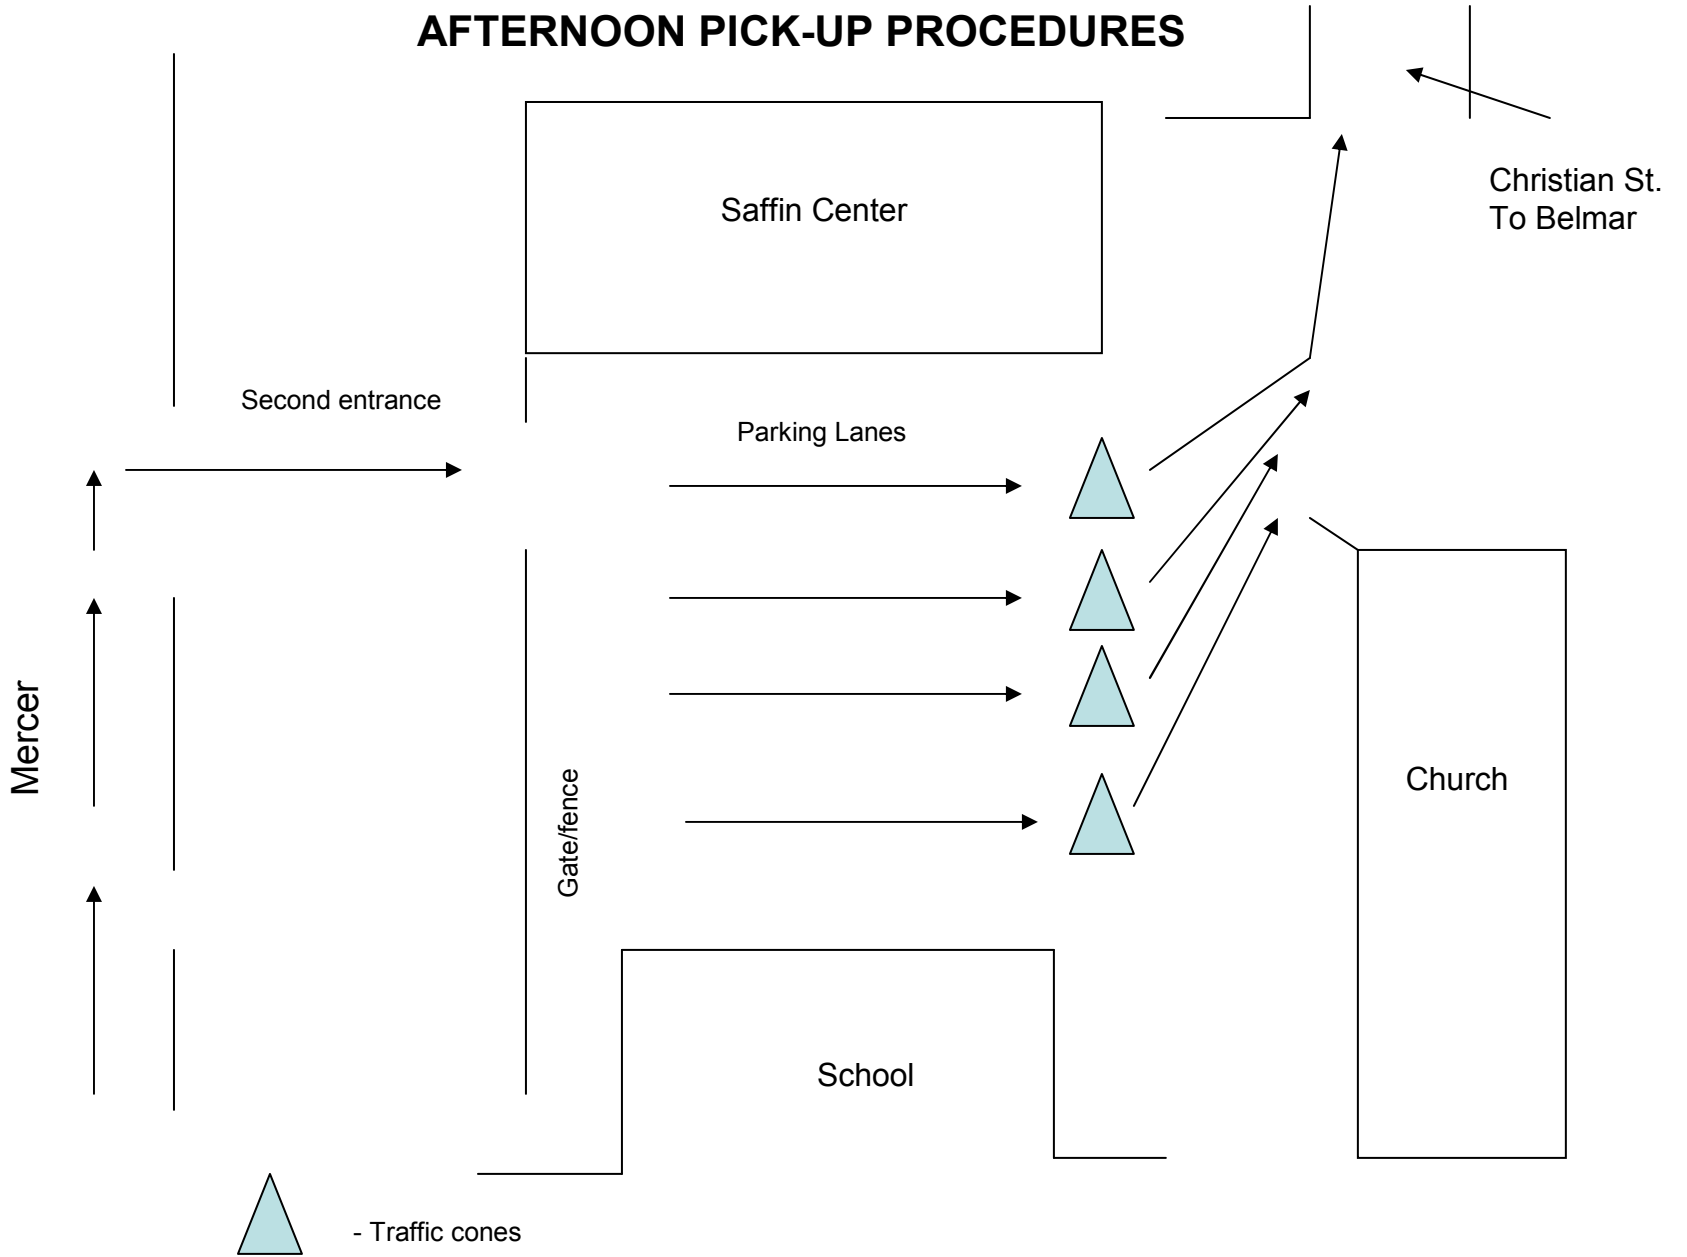 AFTERNOON PICK-UP PROCEDURES
Saffin Center
Christian St.
To Belmar
Second entrance
Parking Lanes
Mercer
Gate/fence
Church
School
- Traffic cones